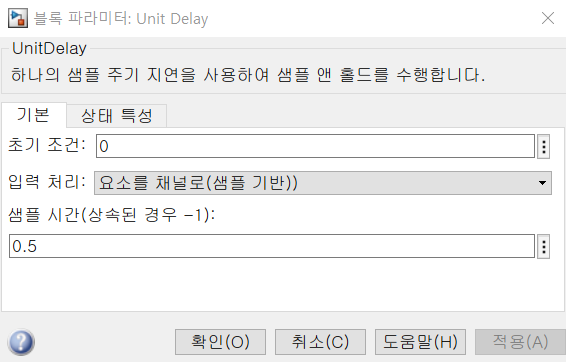 블록 파라미터: Unit Delay
UnitDelay
하나의 샘플 주기 지연을 사용하여 샘플 앤 홀드를 수행합니다.
기본 상태 특성
초기 조건: 0
입력 처리: 요소를 채널로(샘플 기반))
샘플 시간(상속된 경우 -1):
0.5
확인(O) 취소(C) 도움말(H) 적용(A)